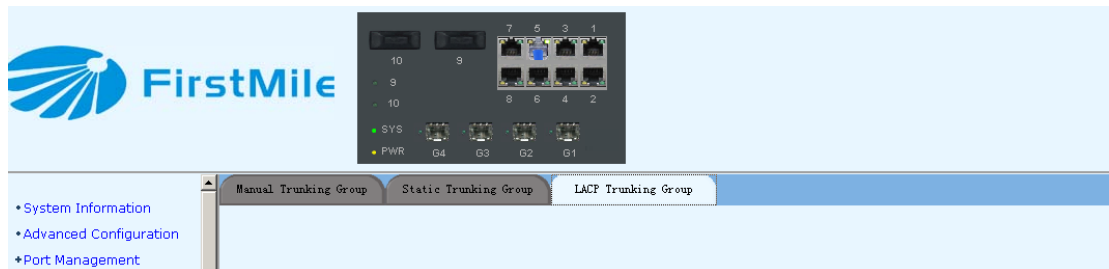 7 5 3 1
10 9
9
10
8 6 4 2
SYS
PWR G4 G3 G2 G1
FirstMile
Manual Trunking Group Static Trunking Group LACP Trunking Group
System Information
Advanced Configuration
Port Management